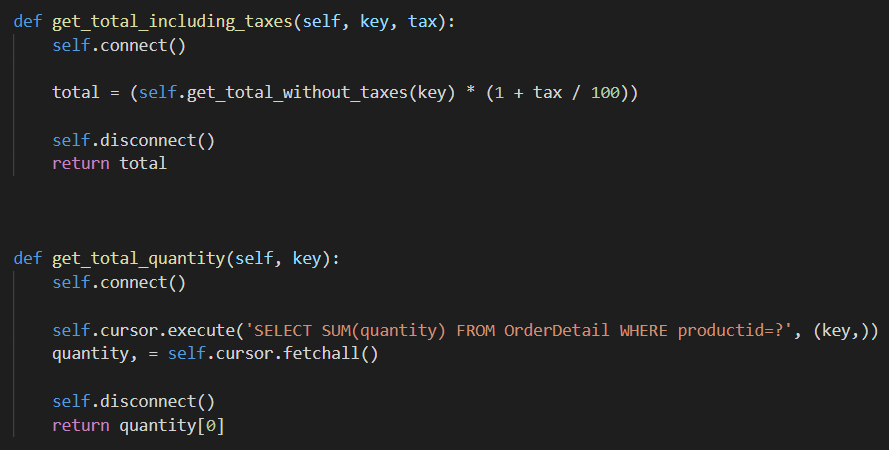 def get_total_including_taxes(self, key, tax):
    self.connect()
    total = (self.get_total_without_taxes(key) * (1 + tax / 100))
    self.disconnect()
    return total
def get_total_quantity(self, key):
    self.connect()
    self.cursor.execute('SELECT SUM(quantity) FROM OrderDetail WHERE productid=?', (key,))
    quantity, = self.cursor.fetchall()
    self.disconnect()
    return quantity[0]